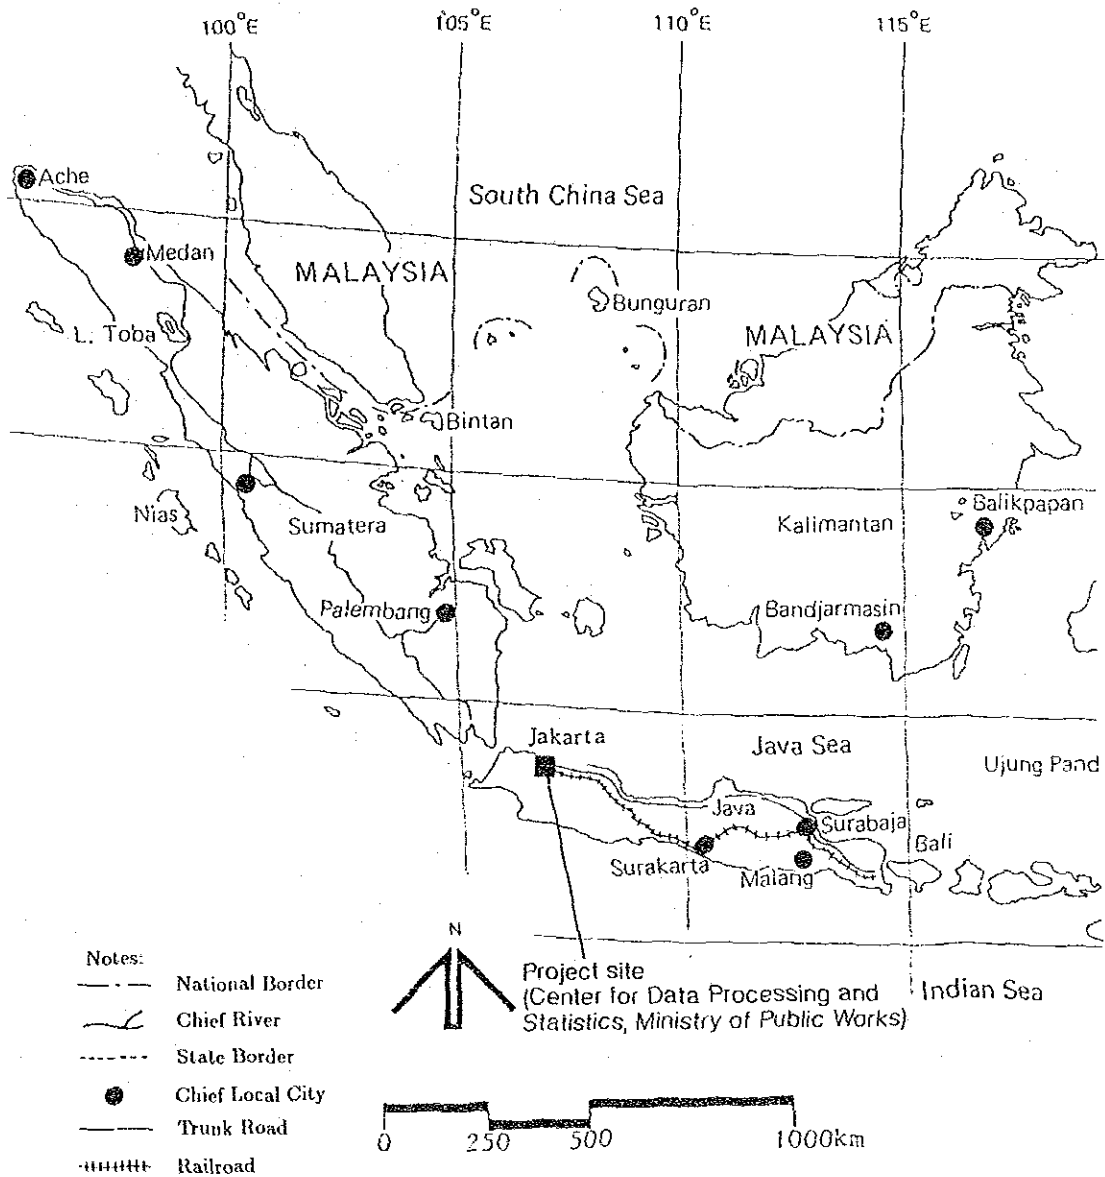 100°E
105°E
110°E
115°E
Ache
South China Sea
Medan
MALAYSIA
Bunguran
L. Toba
MALAYSIA
Bintan
Balikpapan
Nias
Sumatera
Kalimantan
Palembang
Bandjarmasin
Jakarta
Java Sea
Ujung Pand
Java
Surabaja
Bali
Surakarta
Malang
N
Project site
(Center for Data Processing and
Statistics, Ministry of Public Works)
Indian Sea
Notes:
National Border
Chief River
State Border
Chief Local City
Trunk Road
Railroad
0 250 500 1000km